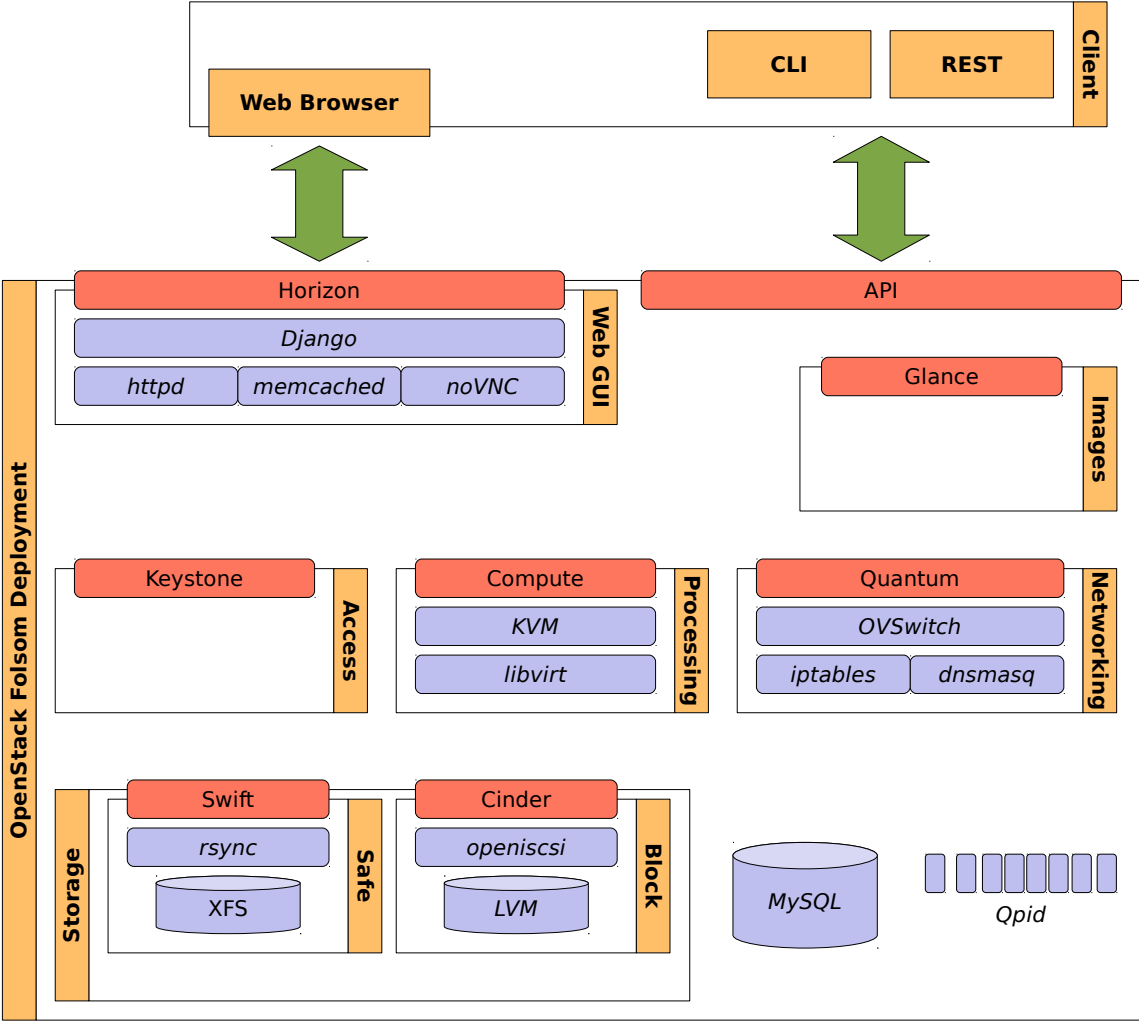 Client
CLI
REST
Web Browser
OpenStack Folsom Deployment
Horizon
API
Web GUI
Django
httpd
memcached
noVNC
Glance
Images
Keystone
Access
Compute
Processing
KVM
libvirt
Quantum
Networking
OVSwitch
iptables
dnsmasq
Storage
Swift
Safe
rsync
XFS
Cinder
Block
openiscsi
LVM
MySQL
Qpid